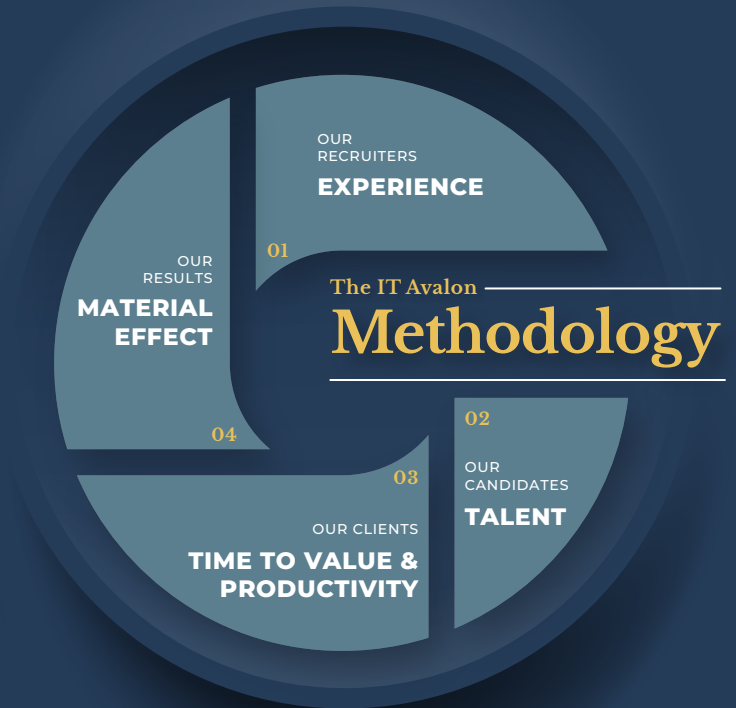 The IT Avalon
Methodology
01
OUR
RECRUITERS
EXPERIENCE
02
OUR
CANDIDATES
TALENT
03
OUR CLIENTS
TIME TO VALUE &
PRODUCTIVITY
04
OUR
RESULTS
MATERIAL
EFFECT